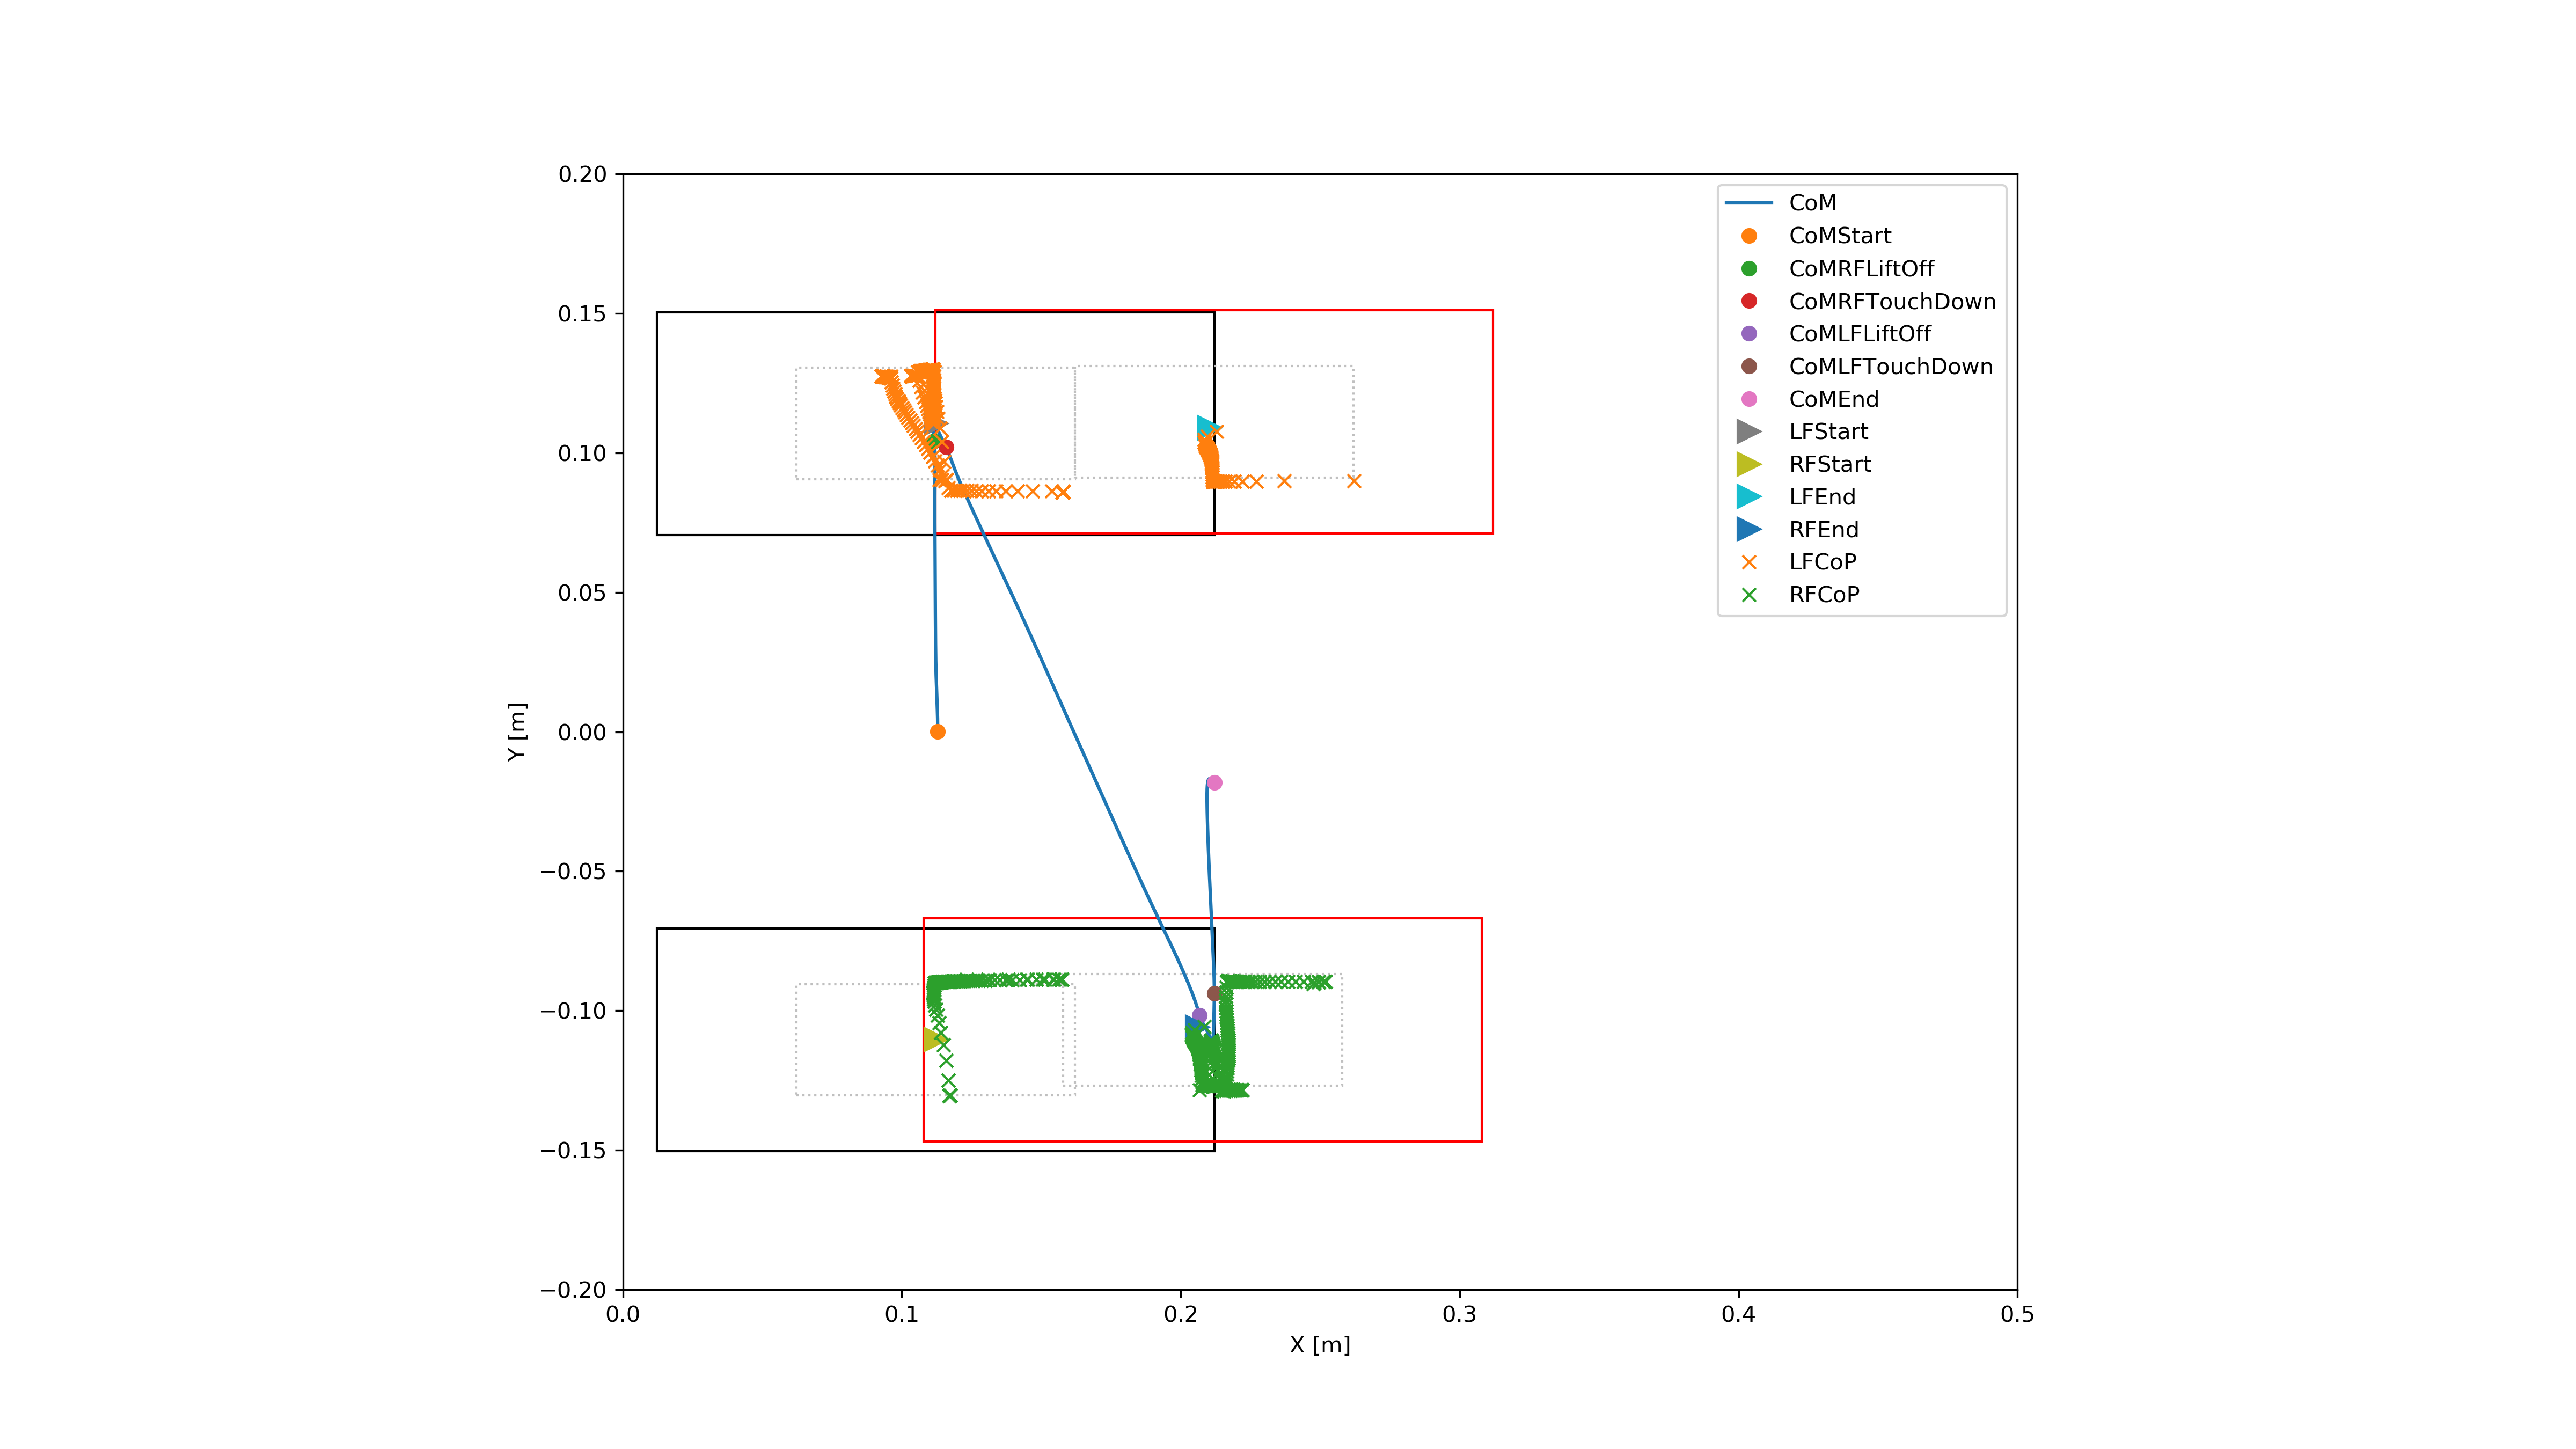 0.20
0.15
0.10
0.05
0.00
−0.05
−0.10
−0.15
−0.20
Y [m]
0.0 0.1 0.2 0.3 0.4 0.5
X [m]
CoM
CoMStart
CoMRFLiftOff
CoMRFTouchDown
CoMLFLiftOff
CoMLFTouchDown
CoMEnd
LFStart
RFStart
LFEnd
RFEnd
LFCoP
RFCoP